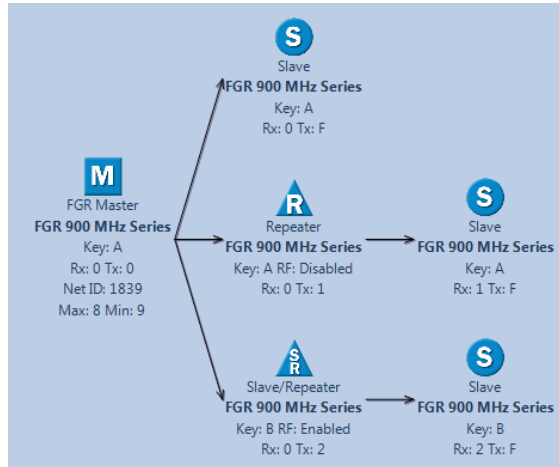 S
Slave
FGR 900 MHz Series
Key: A
Rx: 0 Tx: F
M
FGR Master
FGR 900 MHz Series
Key: A
Rx: 0 Tx: 0
Net ID: 1839
Max: 8 Min: 9
R
Repeater
FGR 900 MHz Series
Key: A RF: Disabled
Rx: 0 Tx: 1
S
Slave
FGR 900 MHz Series
Key: A
Rx: 1 Tx: F
S
R
Slave/Repeater
FGR 900 MHz Series
Key: B RF: Enabled
Rx: 0 Tx: 2
S
Slave
FGR 900 MHz Series
Key: B
Rx: 2 Tx: F